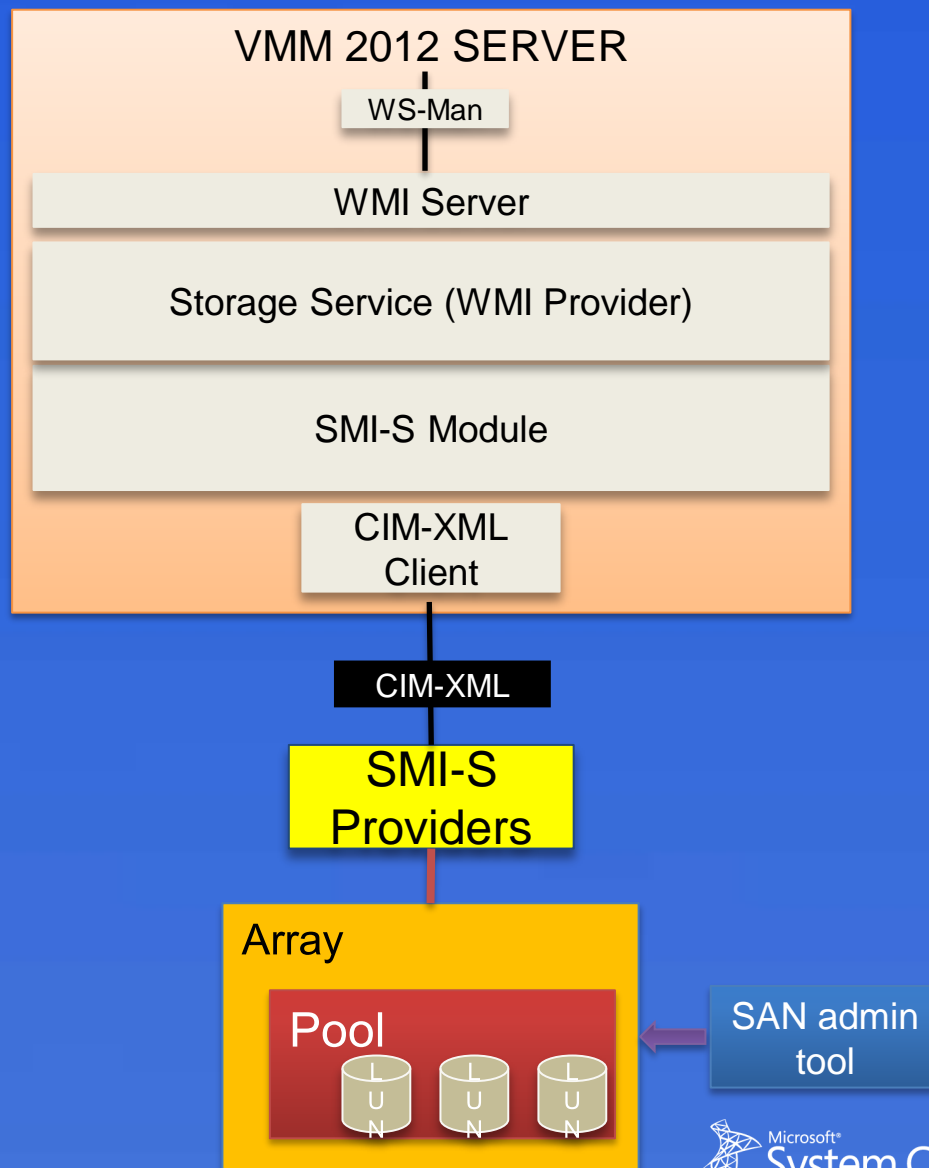 VMM 2012 SERVER
WS-Man
WMI Server
Storage Service (WMI Provider)
SMI-S Module
CIM-XML
Client
CIM-XML
SMI-S
Providers
Array
Pool
L
U
N
L
U
N
L
U
N
SAN admin
tool
Microsoft®
System C